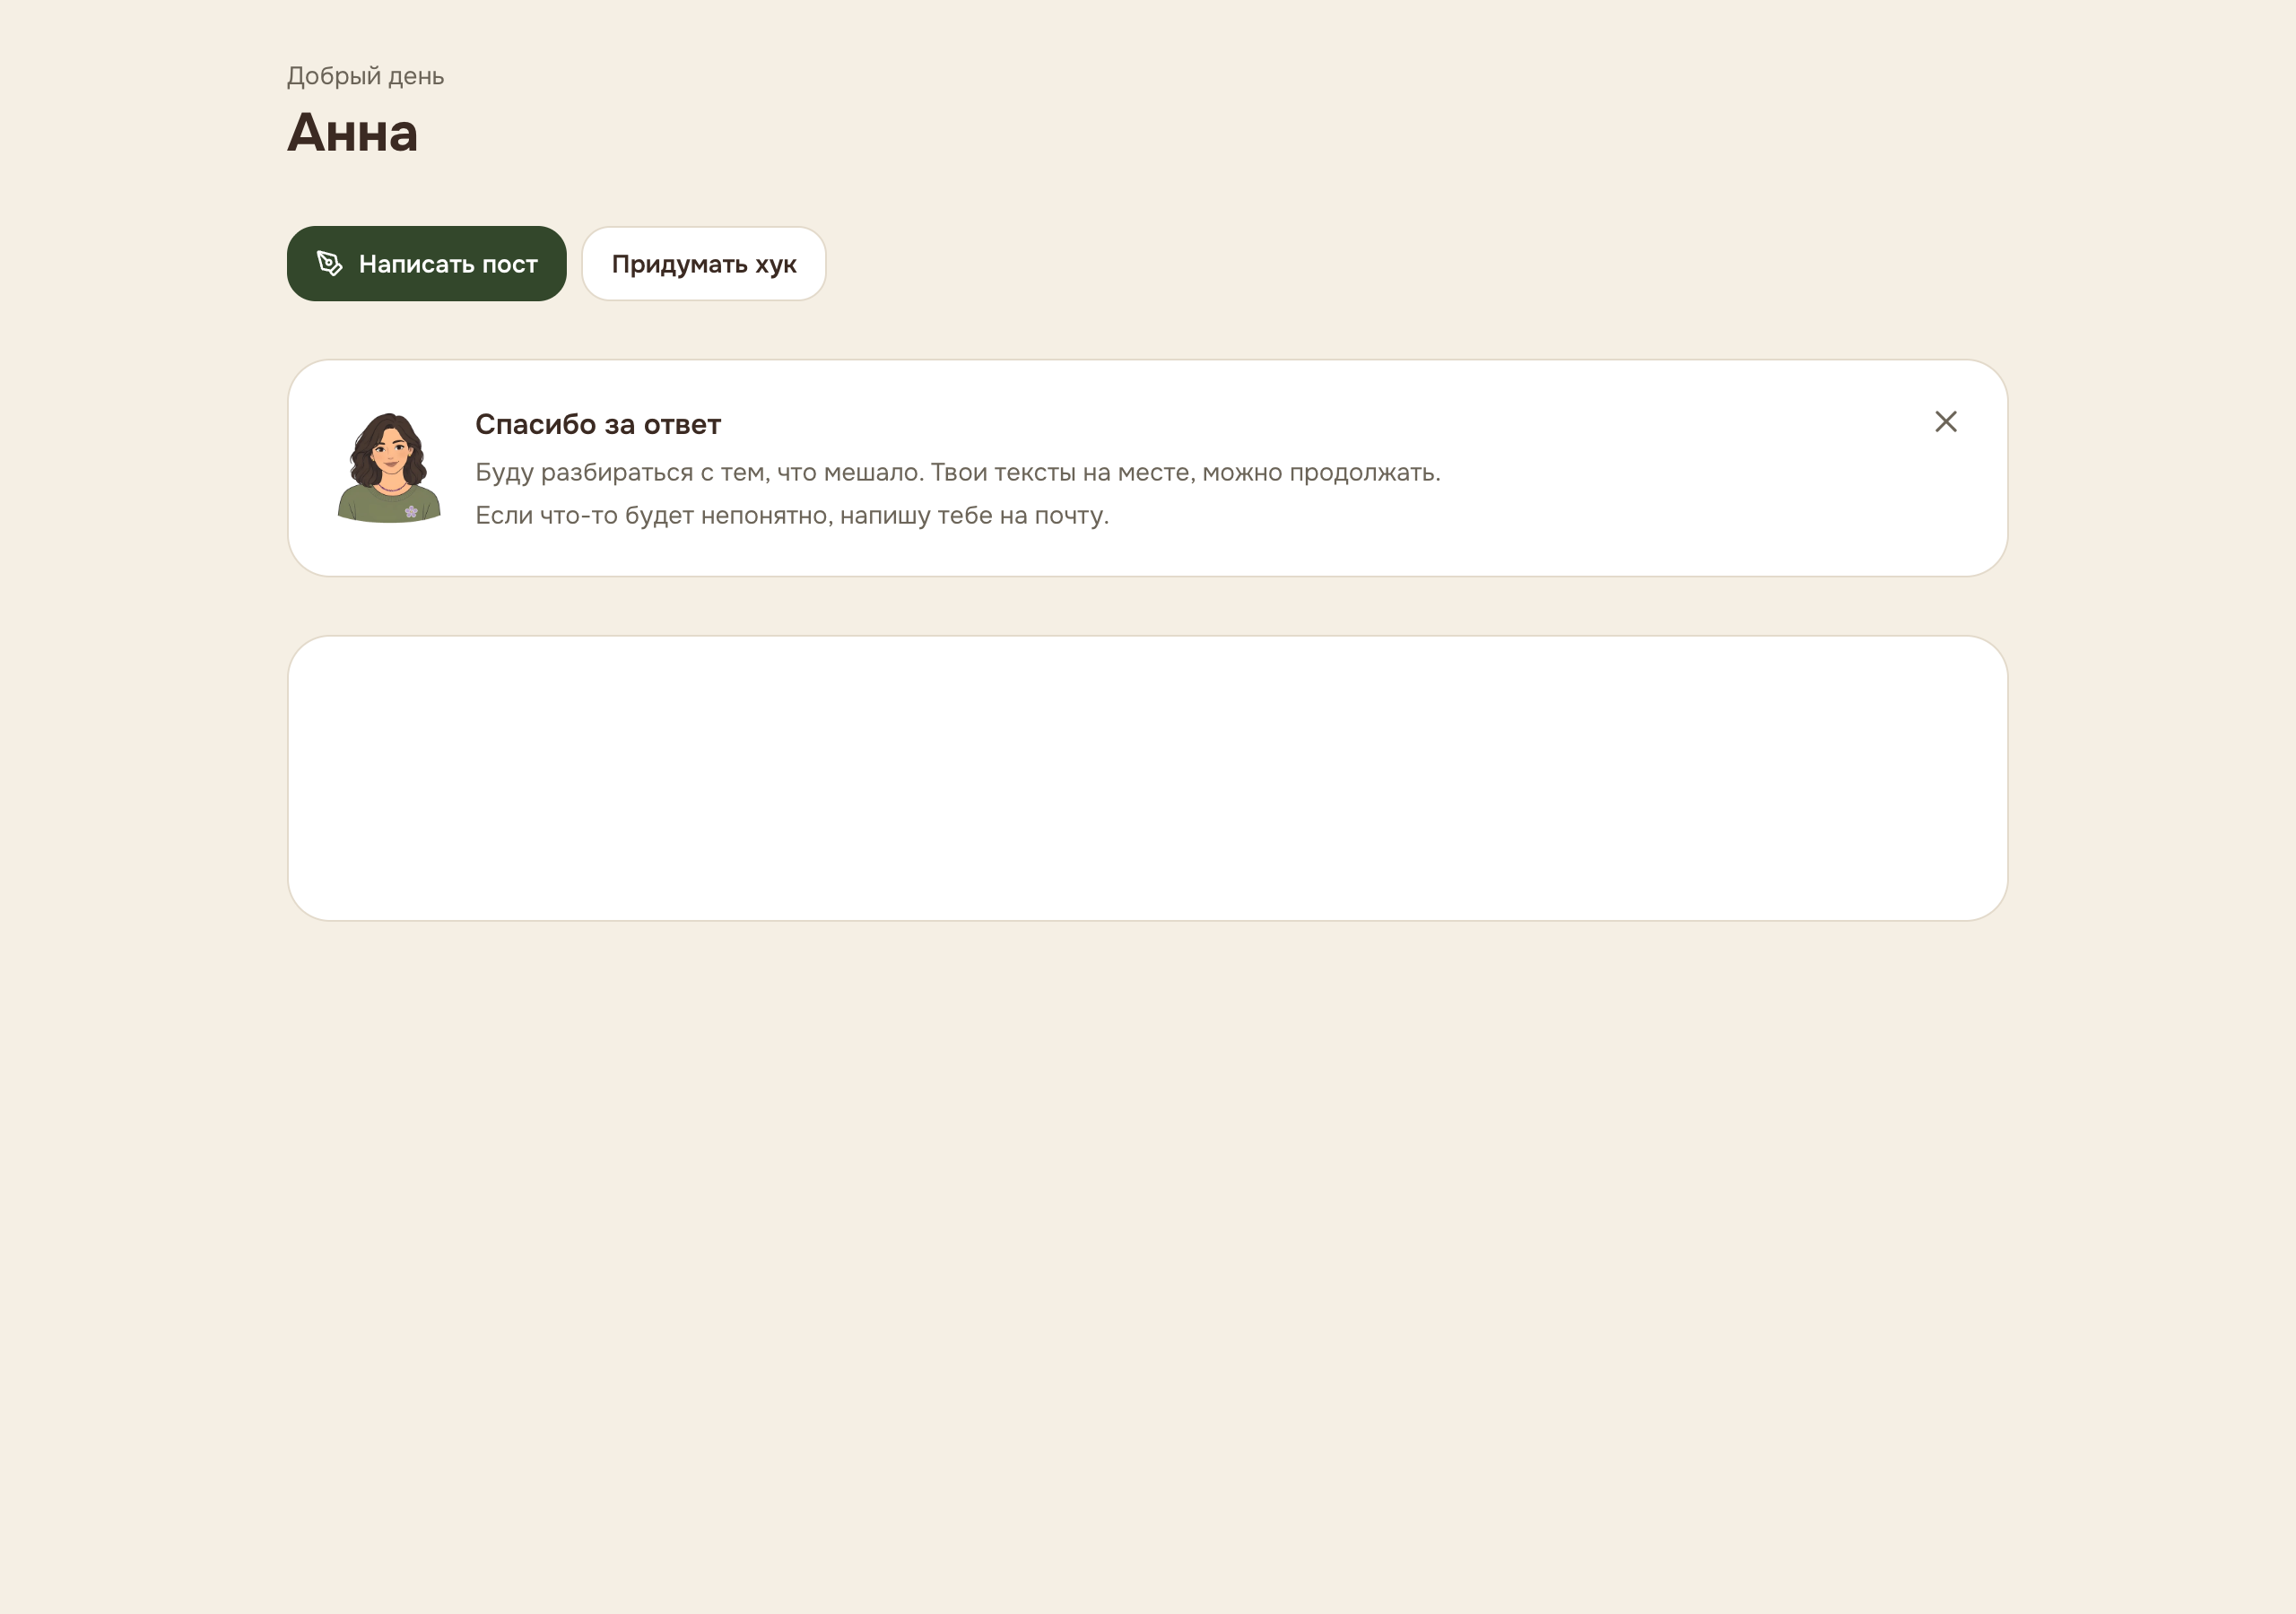 Добрый день
Анна
Написать пост
Придумать хук
Спасибо за ответ
Буду разбираться с тем, что мешало. Твои тексты на месте, можно продолжать.
Если что-то будет непонятно, напишу тебе на почту.